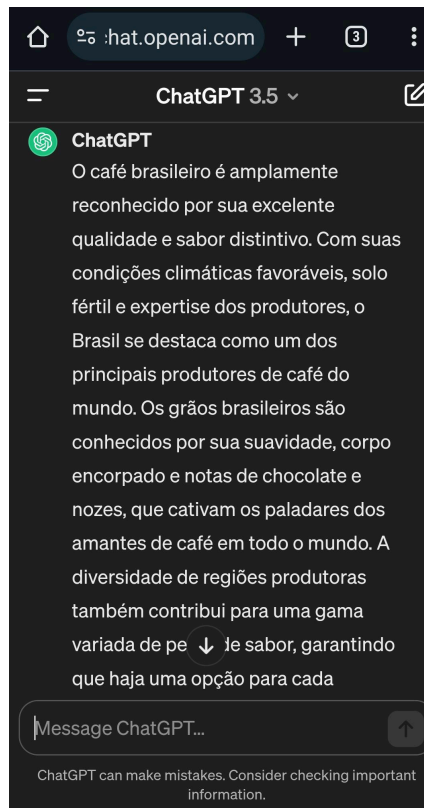 :hat.openai.com 3
ChatGPT 3.5
ChatGPT
O café brasileiro é amplamente
reconhecido por sua excelente
qualidade e sabor distintivo. Com suas
condições climáticas favoráveis, solo
fértil e expertise dos produtores, o
Brasil se destaca como um dos
principais produtores de café do
mundo. Os grãos brasileiros são
conhecidos por sua suavidade, corpo
encorpado e notas de chocolate e
nozes, que cativam os paladares dos
amantes de café em todo o mundo. A
diversidade de regiões produtoras
também contribui para uma gama
variada de de sabor, garantindo
que haja uma opção para cada
Message ChatGPT...
ChatGPT can make mistakes. Consider checking important
information.